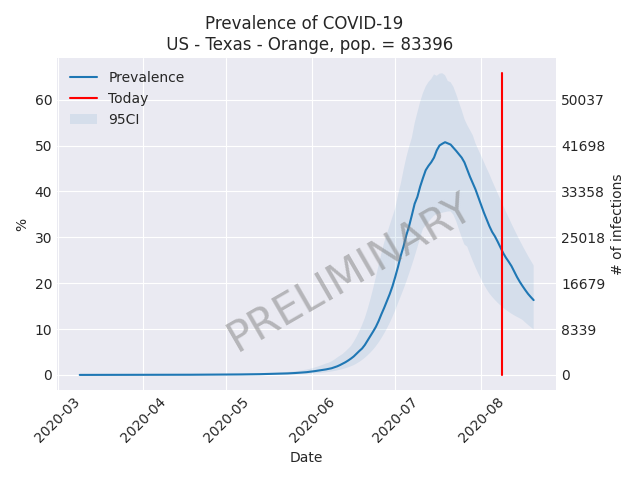 Prevalence of COVID-19
US - Texas - Orange, pop. = 83396
Prevalence
Today
95CI
60
50
40
30
20
10
0
%
50037
41698
33358
25018
16679
8339
0
# of infections
PRELIMINARY
2020-03
2020-04
2020-05
2020-06
2020-07
2020-08
Date